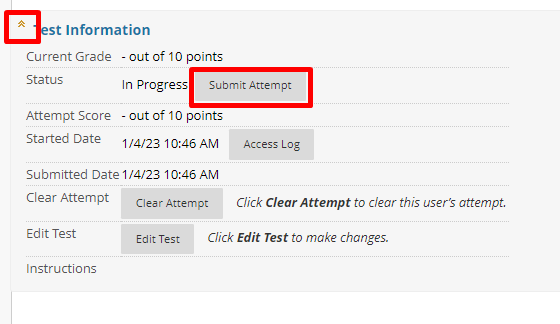 Test Information
Current Grade - out of 10 points
Status In Progress Submit Attempt
Attempt Score - out of 10 points
Started Date 1/4/23 10:46 AM Access Log
Submitted Date 1/4/23 10:46 AM
Clear Attempt Clear Attempt Click Clear Attempt to clear this user's attempt.
Edit Test Edit Test Click Edit Test to make changes.
Instructions